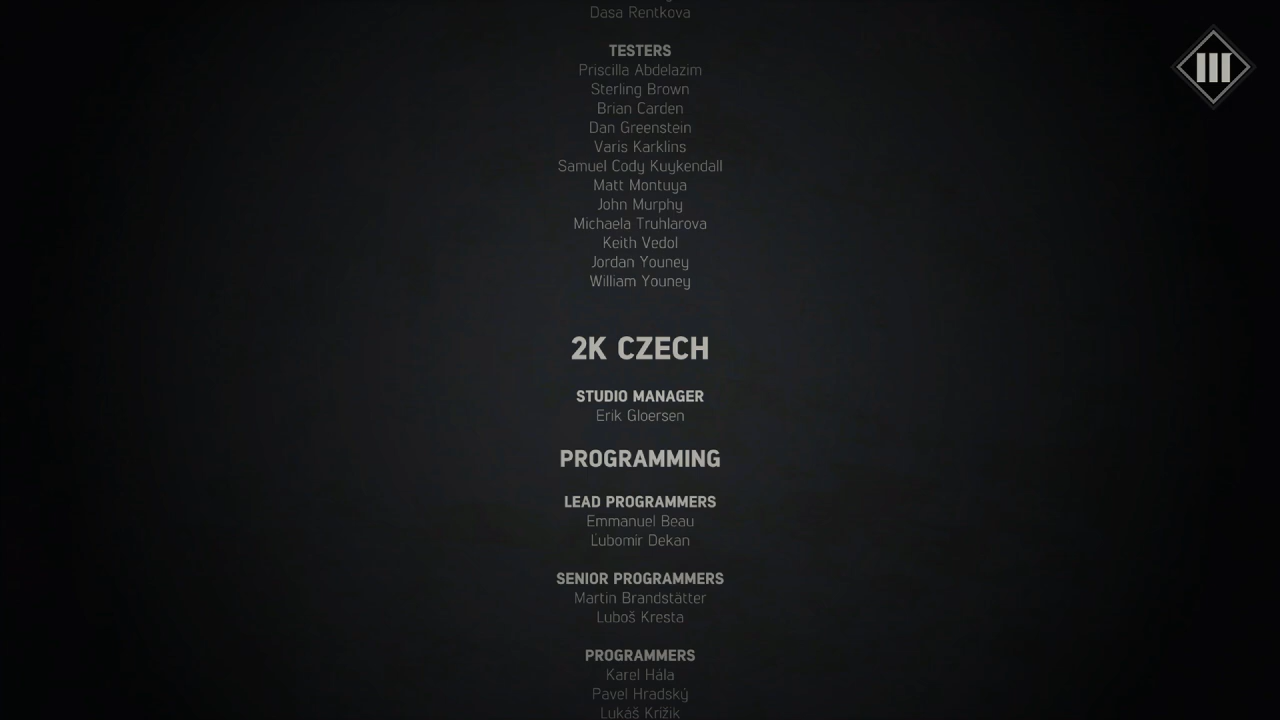 Dasa Rentkova
TESTERS
Priscilla Abdelazim
Sterling Brown
Brian Carden
Dan Greenstein
Varis Karklins
Samuel Cody Kuykendall
Matt Montuya
John Murphy
Michaela Truhlarova
Keith Vedol
Jordan Youney
William Youney
2K CZECH
STUDIO MANAGER
Erik Gloersen
PROGRAMMING
LEAD PROGRAMMERS
Emmanuel Beau
Ľubomír Dekan
SENIOR PROGRAMMERS
Martin Brandstätter
Luboš Kresta
PROGRAMMERS
Karel Hála
Pavel Hradský
Lukáš Krížik
III